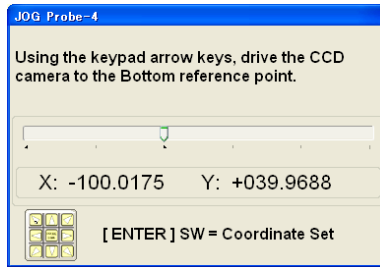 JOG Probe-4
Using the keypad arrow keys, drive the CCD
camera to the Bottom reference point.
X: -100.0175 Y: +039.9688
[ ENTER ] SW = Coordinate Set